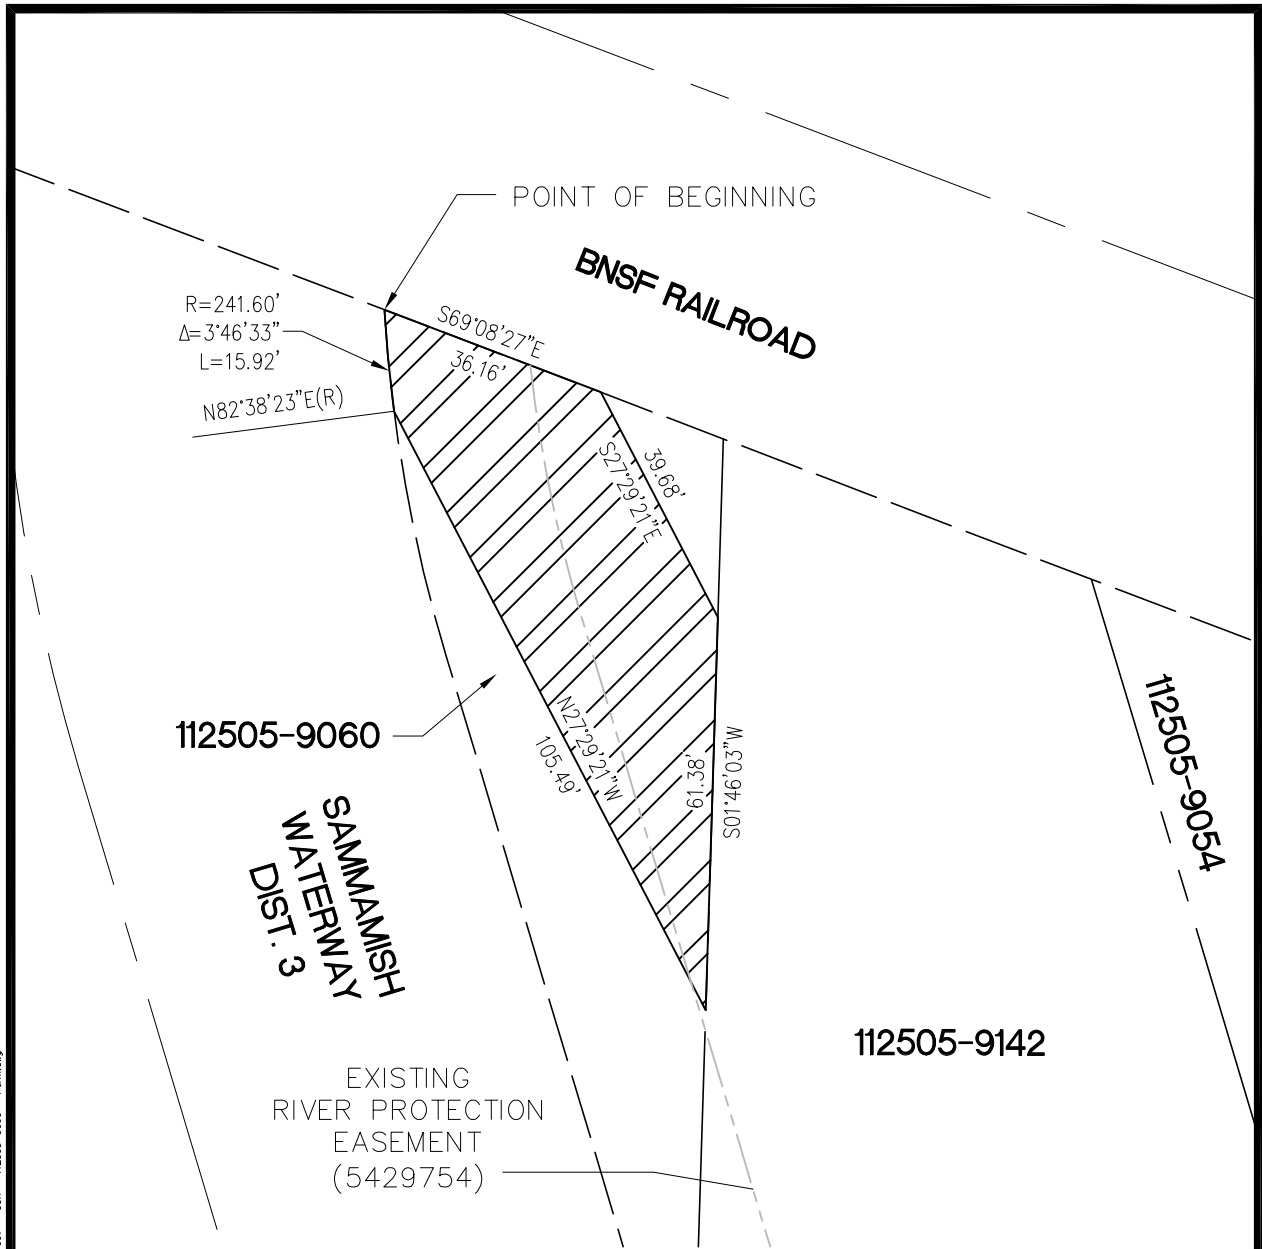 POINT OF BEGINNING
BNSF RAILROAD
R=241.60'
Δ=3°46'33"
L=15.92'
N82°38'23"E(R)
S69°08'27"E
36.16'
39.68'
S27°29'21"E
N27°29'21"W
105.49'
61.38'
S01°46'03"W
112505-9060
112505-9054
SAMMAMISH
WATERWAY
DIST. 3
112505-9142
EXISTING
RIVER PROTECTION
EASEMENT
(5429754)